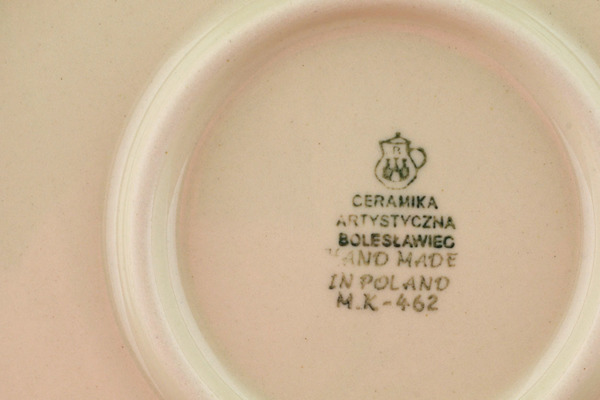 R
CERAMIKA
ARTYSTYCZNA
BOLESŁAWIEC
HAND MADE
IN POLAND
M.K-462